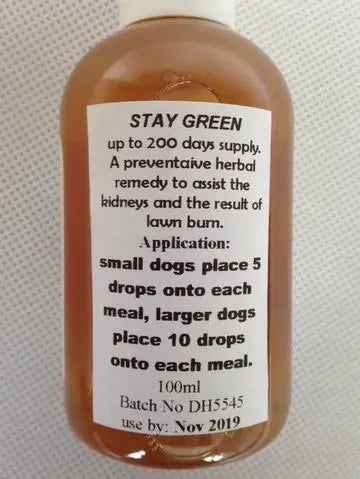 STAY GREEN
up to 200 days supply.
A preventaive herbal
remedy to assist the
kidneys and the result of
lawn burn.
Application:
small dogs place 5
drops onto each
meal, larger dogs
place 10 drops
onto each meal.
100ml
Batch No DH5545
use by: Nov 2019